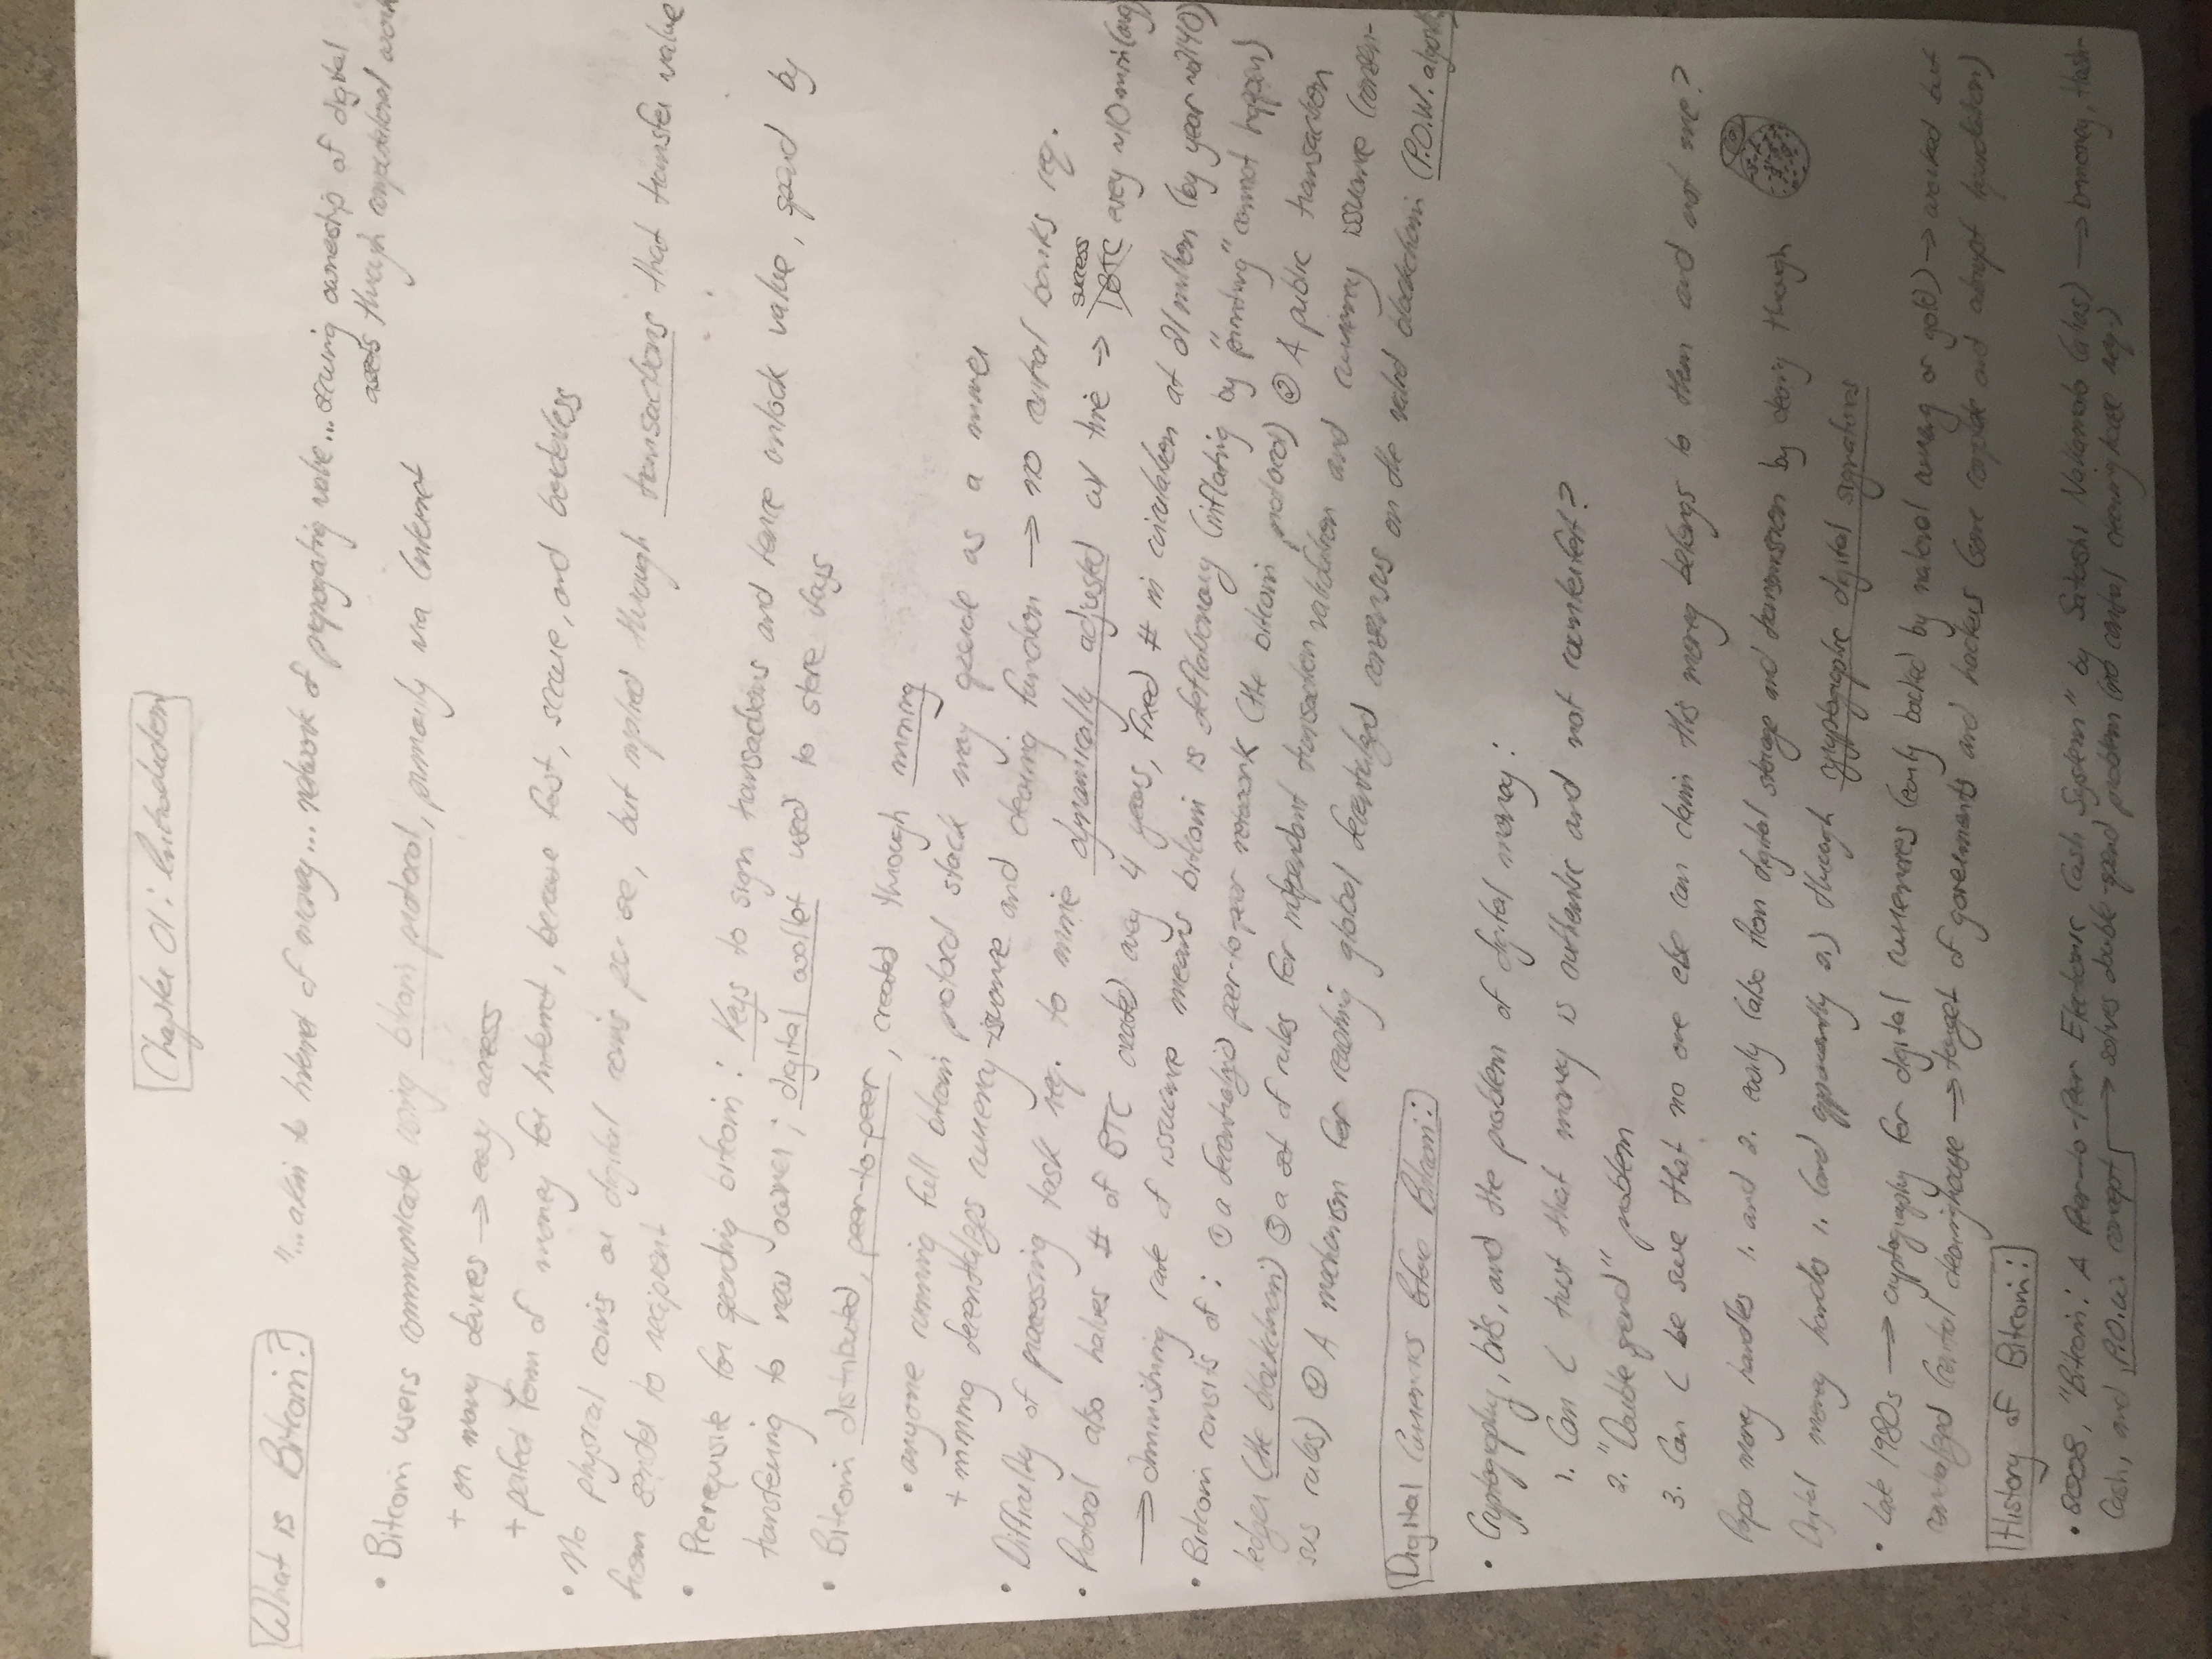 Chapter 01: Introduction
What is Bitcoin?
"...akin to internet of money... network of propagating value... securing ownership of digital
assets through computational work
• Bitcoin users communicate using bitcoin protocol, primarily via internet
+ on many devices → easy access
+ perfect form of money for internet, because fast, secure, and borderless
• No physical coins or digital coins per se, but implied through transactions that transfer value
from sender to recipient
• Prerequisite for spending bitcoin: Keys to sign transactions and hence unlock value, spend by
transferring to new owner; digital wallet used to store keys
• Bitcoin distributed, peer-to-peer, created through mining
• anyone running full bitcoin protocol stack may operate as a miner
+ mining decentralizes currency issuance and clearing function → no central banks req.
• Difficulty of processing task req. to mine dynamically adjusted w/ time → success every ~10 min (avg)
• Protocol also halves # of BTC created every 4 years, fixed # in circulation at 21 million (by year ~2140)
→ diminishing rate of issuance means bitcoin is deflationary (inflating by "printing" cannot happen)
• Bitcoin consists of: ① a decentralized peer-to-peer network (the bitcoin protocol) ② A public transaction
ledger (the blockchain) ③ a set of rules for independent transaction validation and currency issuance (consen-
sus rules) ④ A mechanism for reaching global decentralized consensus on the valid blockchain (P.O.W. algorithm)
Digital Currencies Before Bitcoin:
• Cryptography, bits, and the problem of digital money:
1. Can I trust that money is authentic and not counterfeit?
2. "Double spend" problem
3. Can I be sure that no one else can claim this money belongs to them and not me?
Paper money handles 1. and 2. easily (also than digital storage and transmission by doing through
Digital money handles 1. (and apparently 2.) through cryptographic digital signatures
• Late 1980s → cryptography for digital currencies (early backed by national currency or gold) → worked but
centralized (central clearinghouse → target of governments and hackers (some corrupt and abrupt liquidation)
History of Bitcoin:
• 2008, "Bitcoin: A Peer-to-Peer Electronic Cash System" by Satoshi Nakamoto (alias) → b-money, Hash-
Cash, and P.O.W. concept → solves double-spend problem (no central clearing house req.)